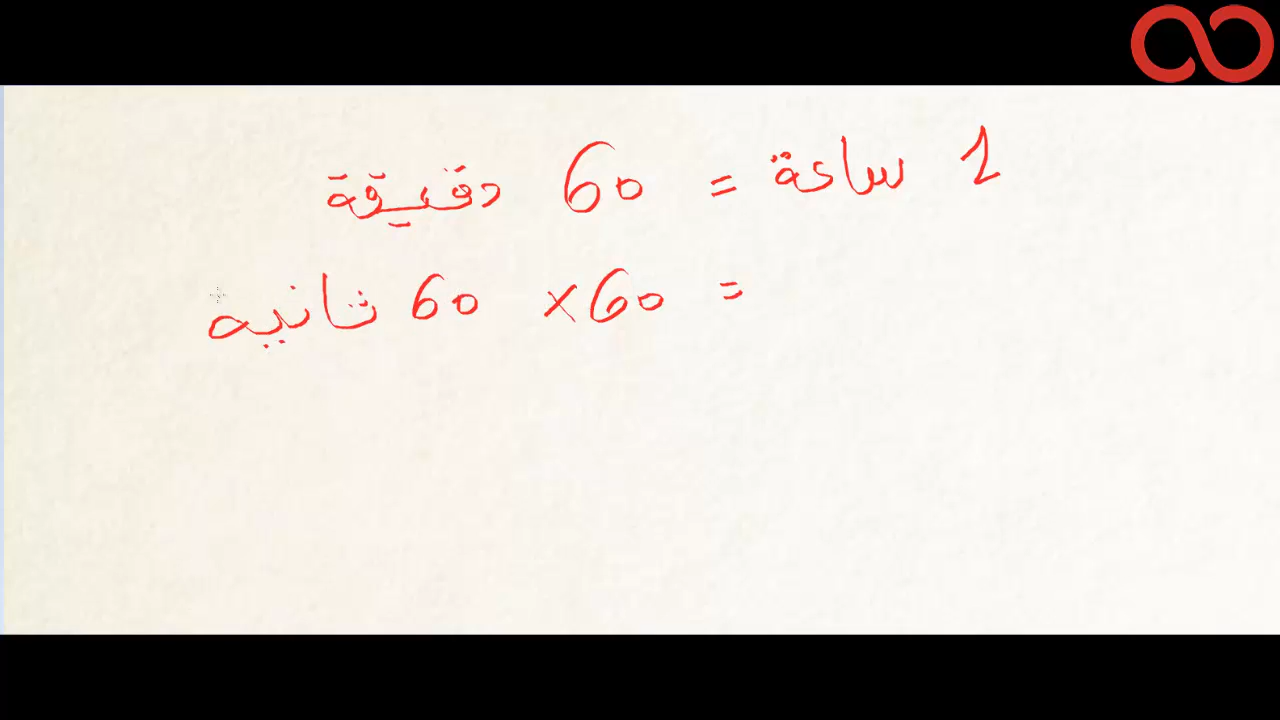 1 ساعة = 60 دقيقة
= 60 × 60 ثانيه